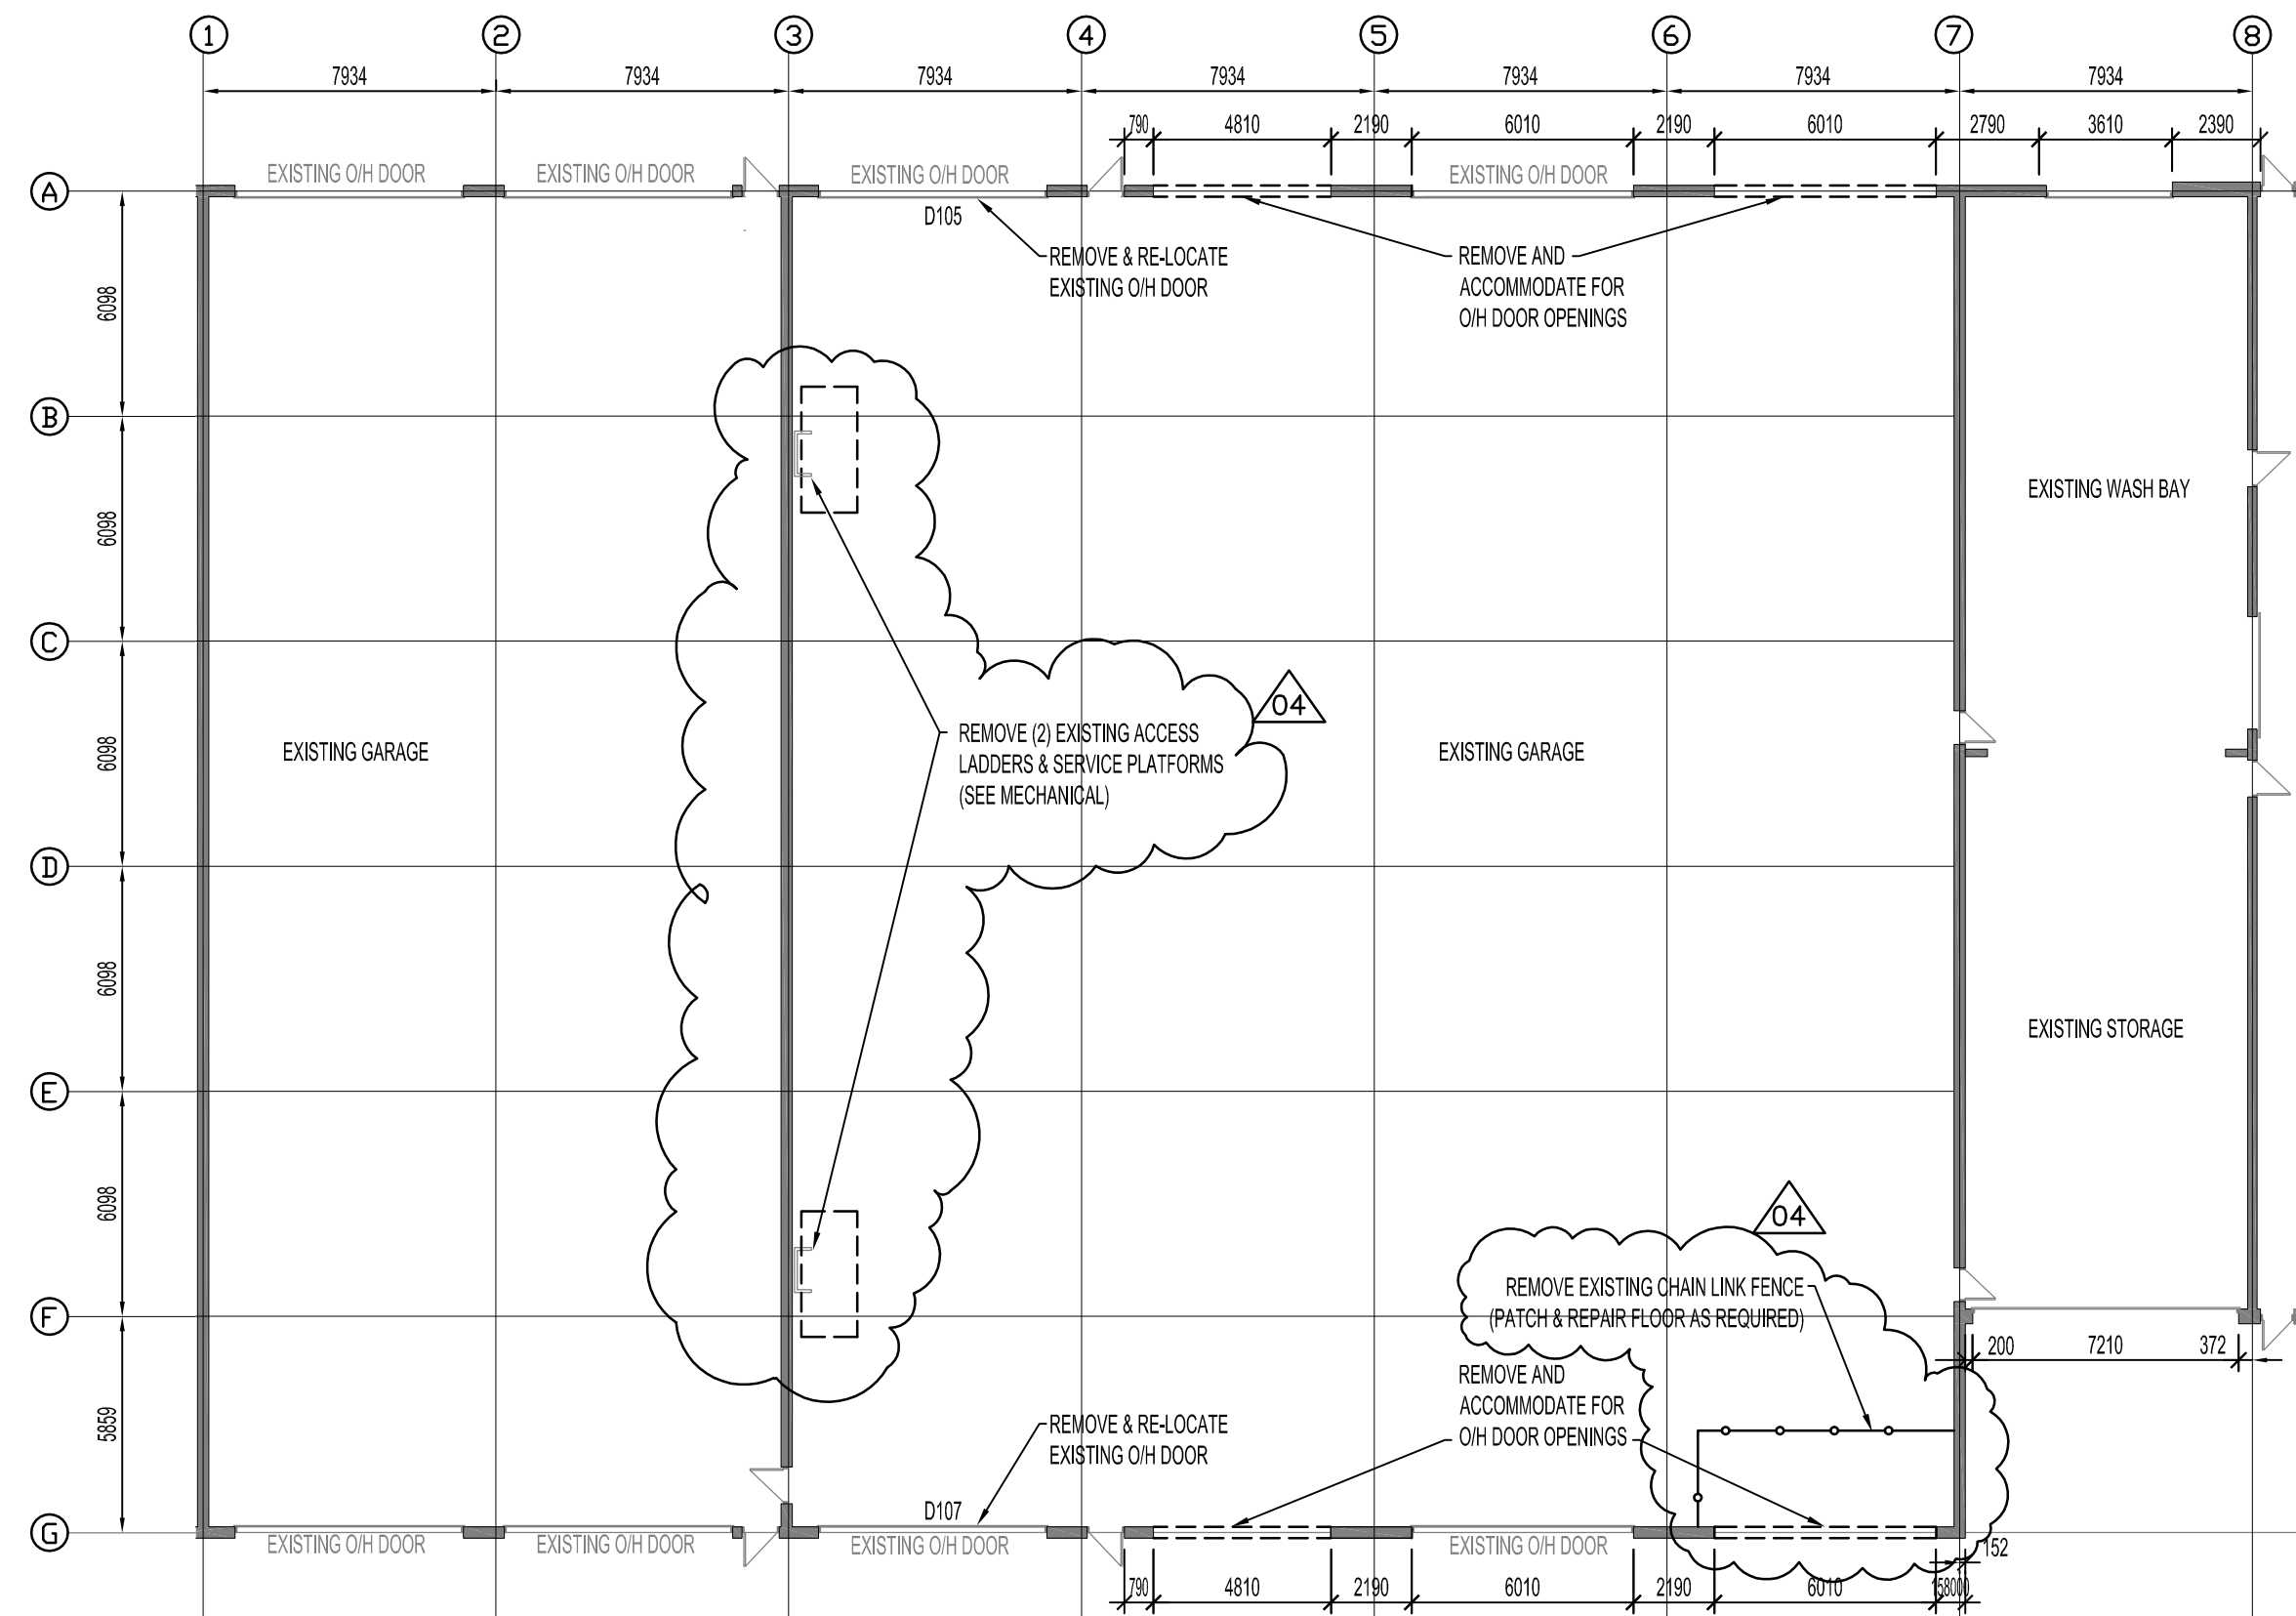 1 2 3 4 5 6 7 8
7934 7934 7934 7934 7934 7934 7934
790 4810 2190 6010 2190 6010 2790 3610 2390
EXISTING O/H DOOR EXISTING O/H DOOR EXISTING O/H DOOR EXISTING O/H DOOR
A
D105
REMOVE & RE-LOCATE
EXISTING O/H DOOR
REMOVE AND
ACCOMMODATE FOR
O/H DOOR OPENINGS
6098
B
EXISTING WASH BAY
6098
C
04
6098
EXISTING GARAGE
REMOVE (2) EXISTING ACCESS
LADDERS & SERVICE PLATFORMS
(SEE MECHANICAL)
EXISTING GARAGE
D
6098
EXISTING STORAGE
E
6098
04
REMOVE EXISTING CHAIN LINK FENCE
(PATCH & REPAIR FLOOR AS REQUIRED)
F
200 7210 372
5859
REMOVE & RE-LOCATE
EXISTING O/H DOOR
REMOVE AND
ACCOMMODATE FOR
O/H DOOR OPENINGS
D107
G
EXISTING O/H DOOR EXISTING O/H DOOR EXISTING O/H DOOR EXISTING O/H DOOR
152
790 4810 2190 6010 2190 6010